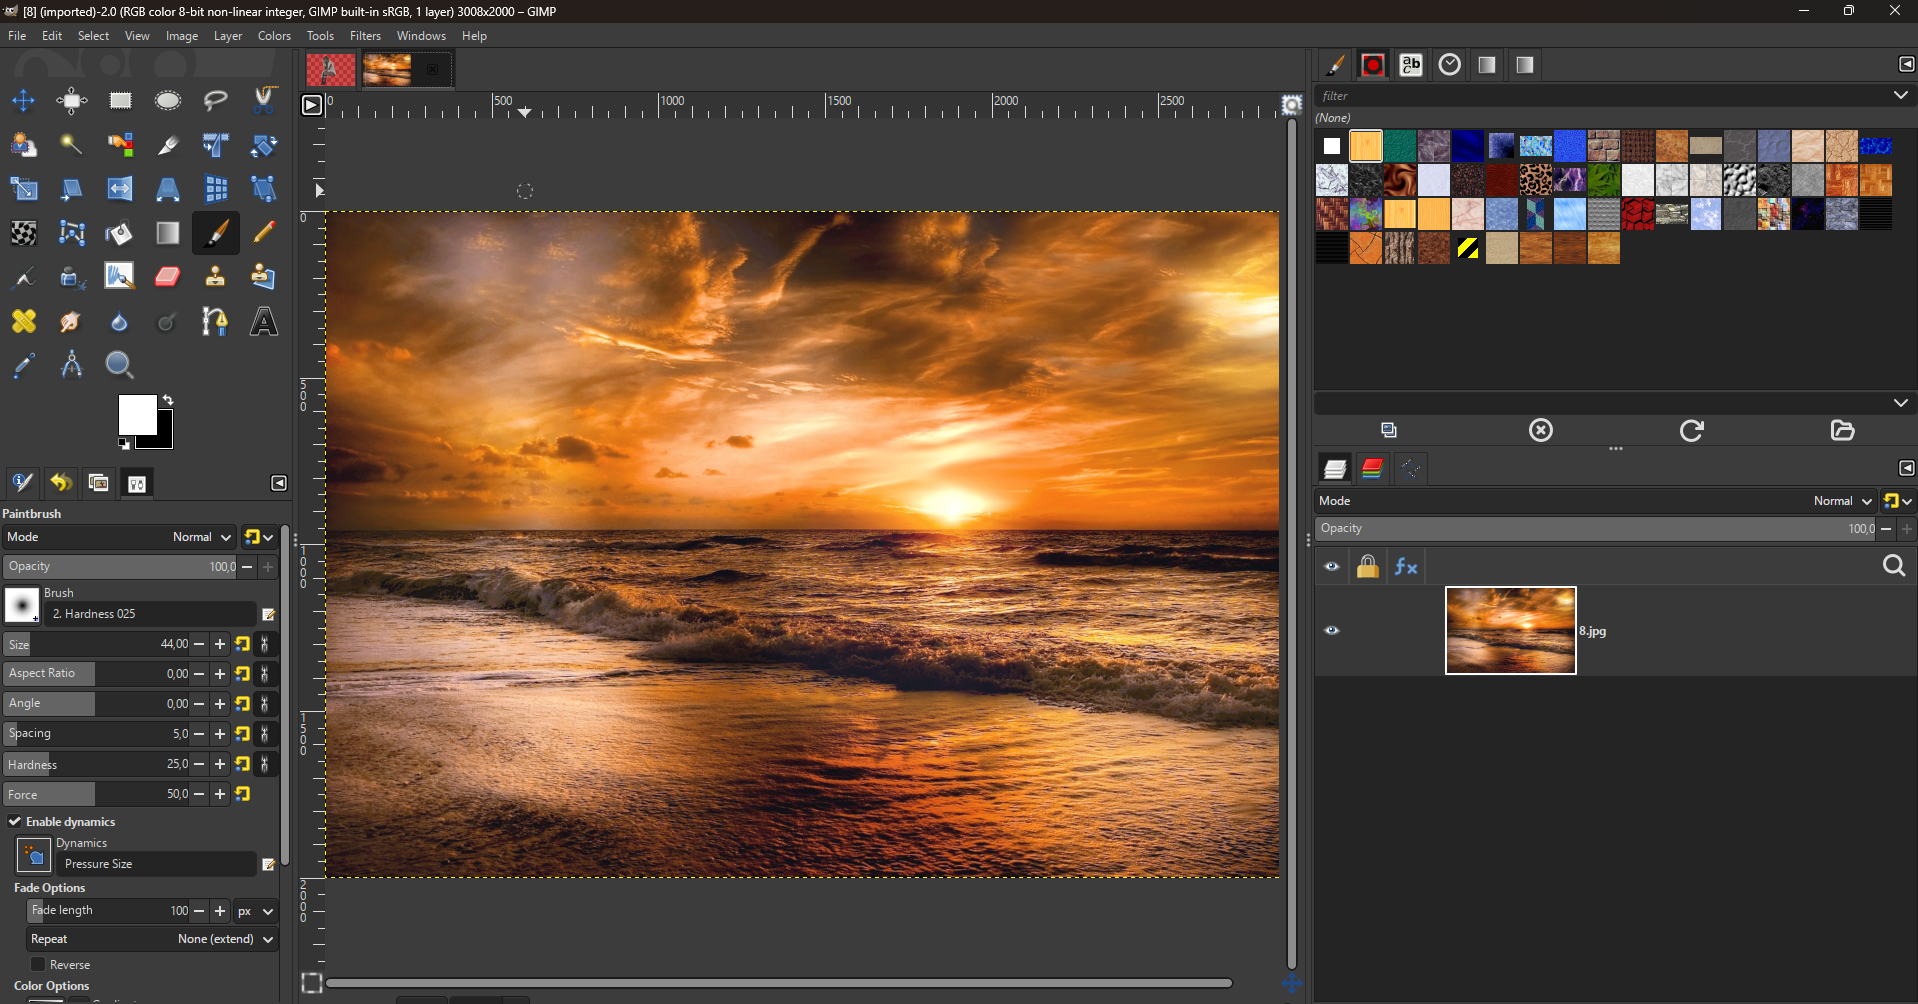 [8] (imported)-2.0 (RGB color 8-bit non-linear integer, GIMP built-in sRGB, 1 layer) 3008x2000 – GIMP
File Edit Select View Image Layer Colors Tools Filters Windows Help
0 500 1000 1500 2000 2500
filter
(None)
0
500
1000
1500
2000
Paintbrush
Mode Normal
Opacity 100,0
Brush
2. Hardness 025
Size 44,00
Aspect Ratio 0,00
Angle 0,00
Spacing 5,0
Hardness 25,0
Force 50,0
Enable dynamics
Dynamics
Pressure Size
Fade Options
Fade length 100 px
Repeat None (extend)
Reverse
Color Options
Mode Normal
Opacity 100,0
fx
8.jpg